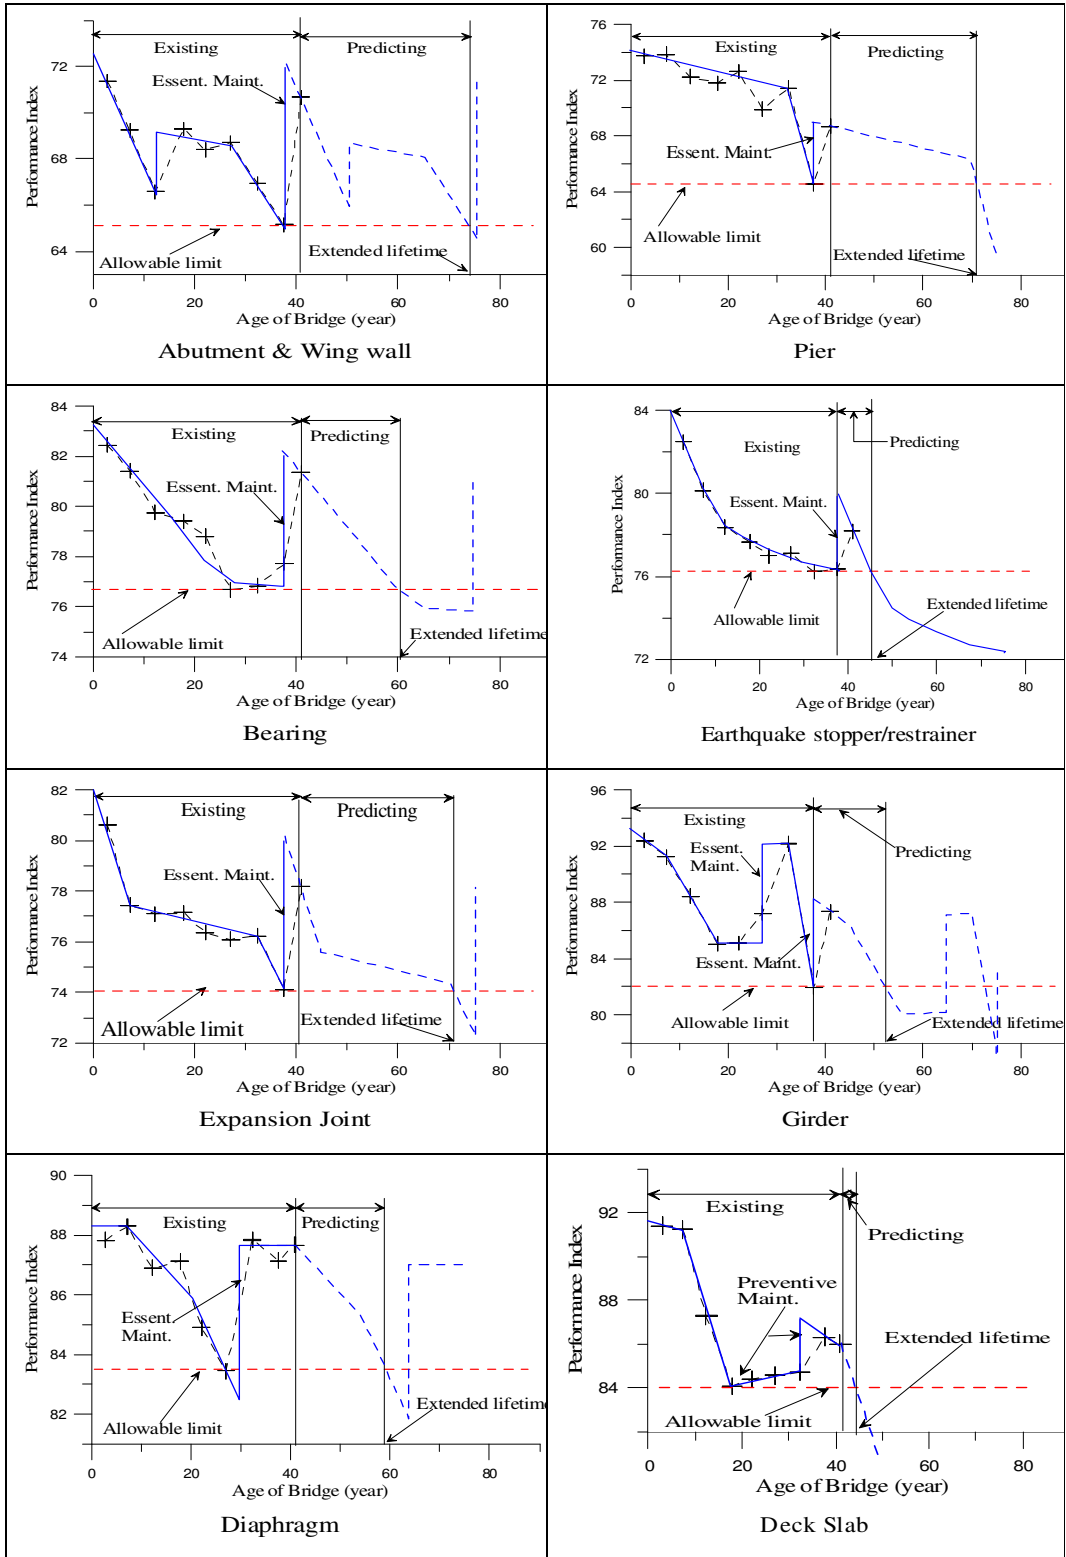 Existing
Predicting
72
Essent. Maint.
68
64
Allowable limit
Extended lifetime
0
20
40
60
80
Performance Index
Age of Bridge (year)
Abutment & Wing wall
76
Existing
Predicting
72
68
Essent. Maint.
64
Allowable limit
60
Extended lifetime
0
20
40
60
80
Performance Index
Age of Bridge (year)
Pier
84
Existing
Predicting
82
Essent. Maint.
80
78
76
Allowable limit
Extended lifetime
74
0
20
40
60
80
Performance Index
Age of Bridge (year)
Bearing
84
Existing
Predicting
80
Essent. Maint.
76
Allowable limit
Extended lifetime
72
0
20
40
60
80
Performance Index
Age of Bridge (year)
Earthquake stopper/restrainer
82
Existing
Predicting
80
Essent. Maint.
78
76
74
Allowable limit
Extended lifetime
72
0
20
40
60
80
Performance Index
Age of Bridge (year)
Expansion Joint
96
Existing
Predicting
92
Essent.
Maint.
88
Essent. Maint.
84
80
Allowable limit
Extended lifetime
0
20
40
60
80
Performance Index
Age of Bridge (year)
Girder
90
Existing
Predicting
88
86
Essent.
Maint.
84
82
Allowable limit
Extended lifetime
0
20
40
60
80
Performance Index
Age of Bridge (year)
Diaphragm
92
Existing
Predicting
88
Preventive
Maint.
Extended lifetime
84
Allowable limit
0
20
40
60
80
Performance Index
Age of Bridge (year)
Deck Slab